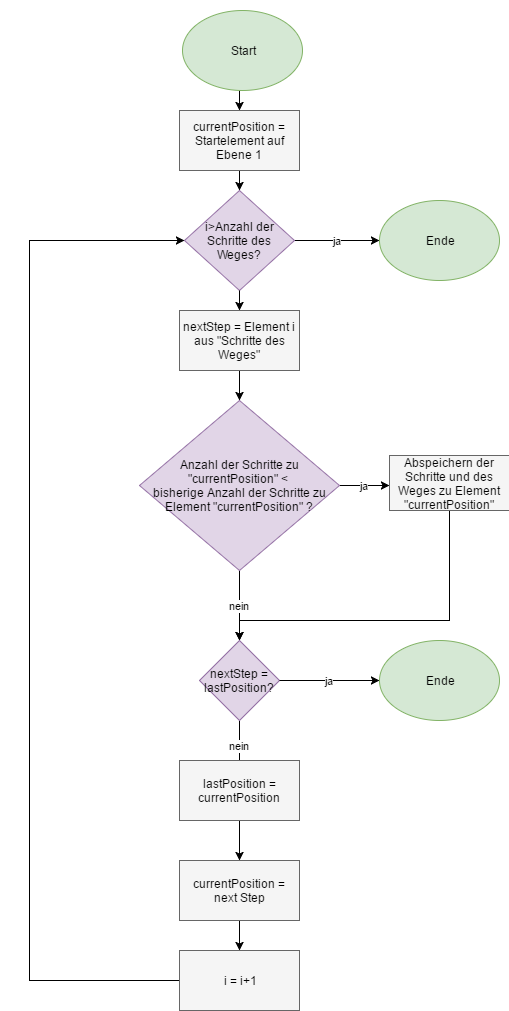 Start
currentPosition =
Startelement auf
Ebene 1
i>Anzahl der
Schritte des
Weges?
ja
Ende
nextStep = Element i
aus "Schritte des
Weges"
Anzahl der Schritte zu
"currentPosition" <
bisherige Anzahl der Schritte zu
Element "currentPosition" ?
ja
Abspeichern der
Schritte und des
Weges zu Element
"currentPosition"
nein
nextStep =
lastPosition?
ja
Ende
nein
lastPosition =
currentPosition
currentPosition =
next Step
i = i+1